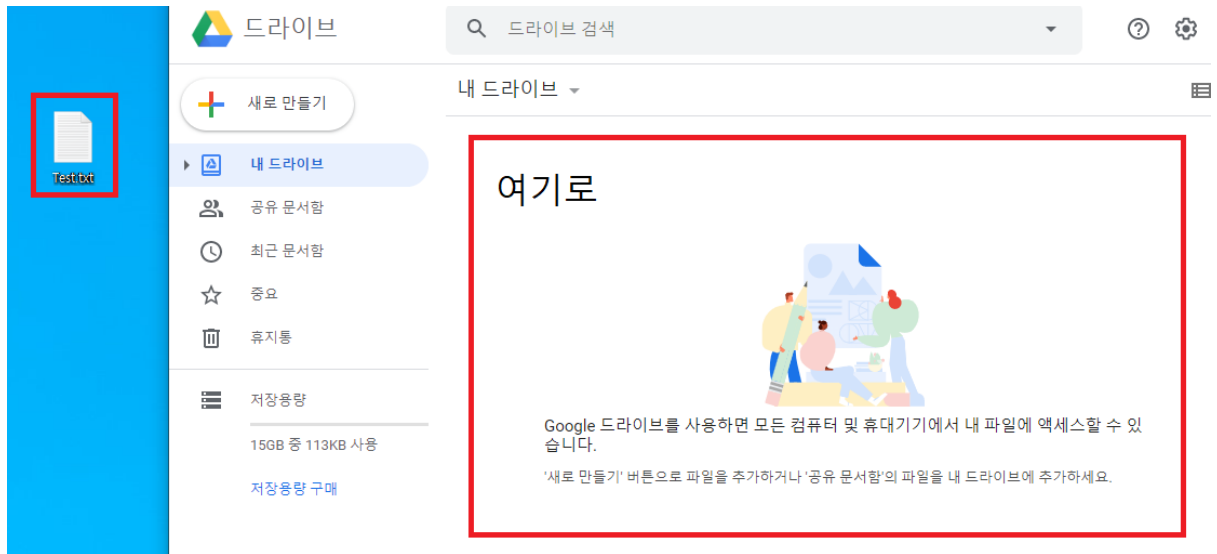 드라이브
드라이브 검색
내 드라이브
새로 만들기
Test.txt
내 드라이브
공유 문서함
최근 문서함
중요
휴지통
저장용량
15GB 중 113KB 사용
저장용량 구매
여기로
Google 드라이브를 사용하면 모든 컴퓨터 및 휴대기기에서 내 파일에 액세스할 수 있
습니다.
'새로 만들기' 버튼으로 파일을 추가하거나 '공유 문서함'의 파일을 내 드라이브에 추가하세요.